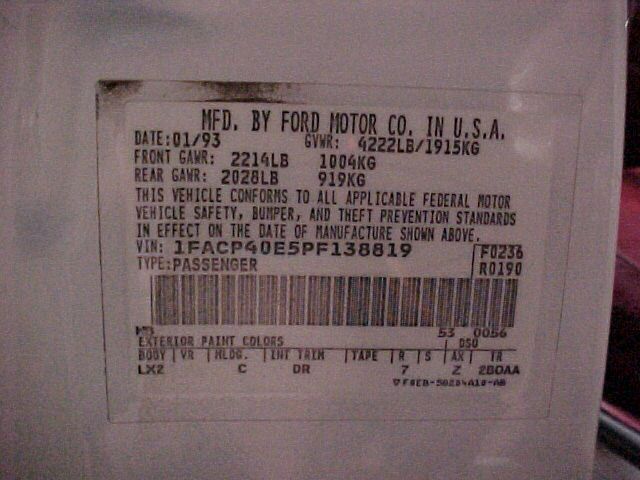 MFD. BY FORD MOTOR CO. IN U.S.A.
DATE:01/93 GVWR: 4222LB/1915KG
FRONT GAWR: 2214LB 1004KG
REAR GAWR: 2028LB 919KG
THIS VEHICLE CONFORMS TO ALL APPLICABLE FEDERAL MOTOR
VEHICLE SAFETY, BUMPER, AND THEFT PREVENTION STANDARDS
IN EFFECT ON THE DATE OF MANUFACTURE SHOWN ABOVE.
VIN: 1FACP40E5PF138819 F0236
TYPE:PASSENGER R0190
53 0056
EXTERIOR PAINT COLORS DSO
BODY VR MLDG. INT TRIM TAPE R S AX TR
LX2 C DR 7 Z 2B0AA